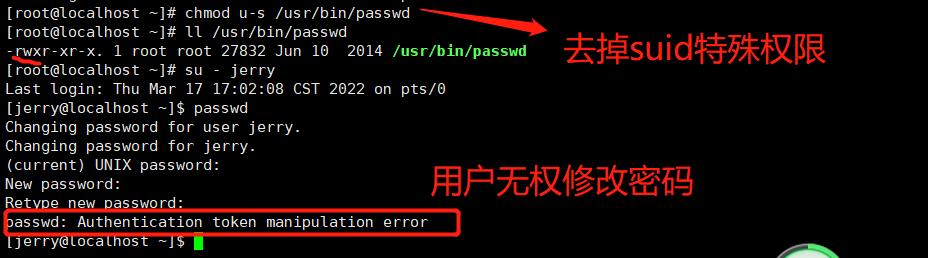 [root@localhost ~]# chmod u-s /usr/bin/passwd
[root@localhost ~]# ll /usr/bin/passwd
-rwxr-xr-x. 1 root root 27832 Jun 10  2014 /usr/bin/passwd
去掉suid特殊权限
[root@localhost ~]# su - jerry
Last login: Thu Mar 17 17:02:08 CST 2022 on pts/0
[jerry@localhost ~]$ passwd
Changing password for user jerry.
Changing password for jerry.
(current) UNIX password:
New password:
用户无权修改密码
Retype new password:
passwd: Authentication token manipulation error
[jerry@localhost ~]$